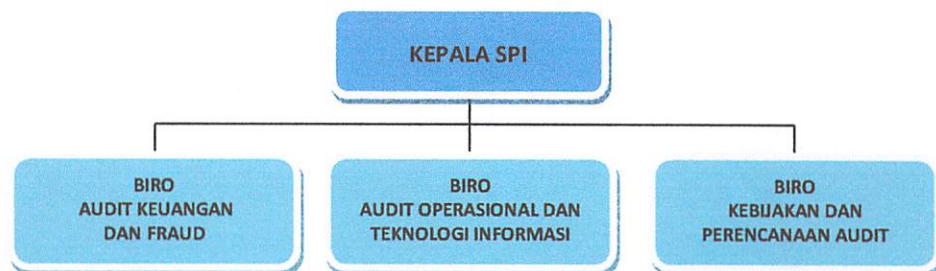 KEPALA SPI
BIRO
AUDIT KEUANGAN
DAN FRAUD
BIRO
AUDIT OPERASIONAL DAN
TEKNOLOGI INFORMASI
BIRO
KEBIJAKAN DAN
PERENCANAAN AUDIT